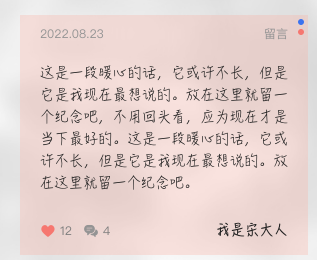 2022.08.23 留言
这是一段暖心的话，它或许不长，但是
它是我现在最想说的。放在这里就留一
个纪念吧，不用回头看，应为现在才是
当下最好的。这是一段暖心的话，它或
许不长，但是它是我现在最想说的。放
在这里就留一个纪念吧。
12 4 我是宗大人